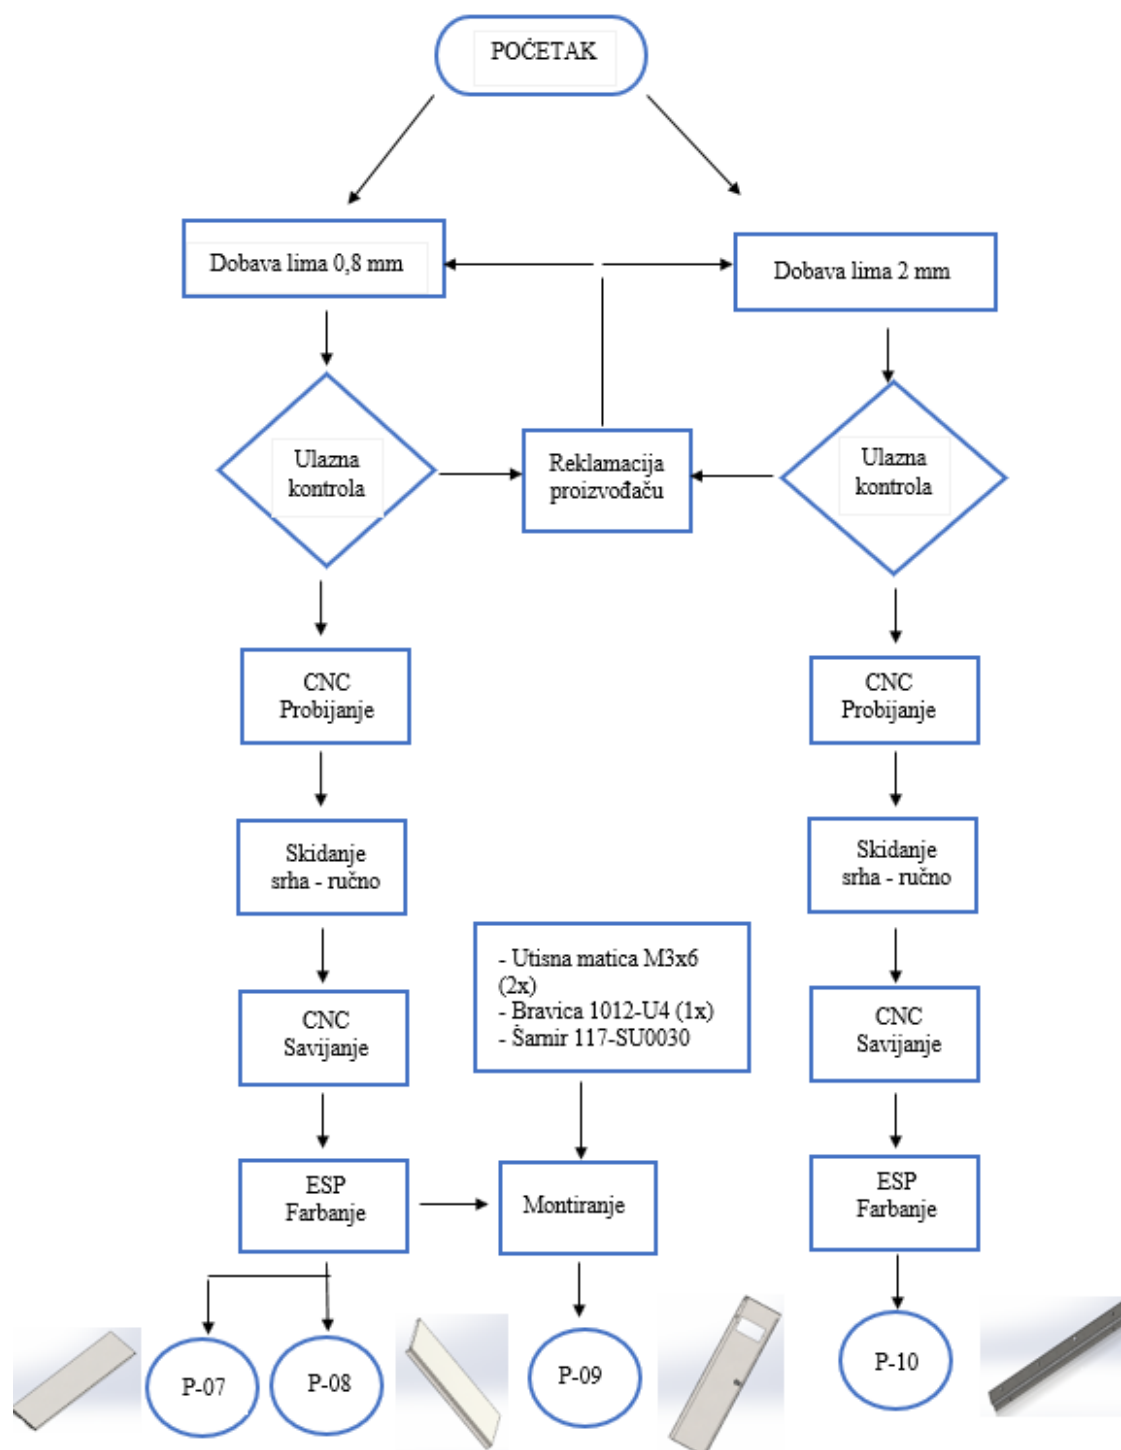 POČETAK
Dobava lima 0,8 mm
Dobava lima 2 mm
Ulazna
kontrola
Reklamacija
proizvođaču
Ulazna
kontrola
CNC
Probijanje
CNC
Probijanje
Skidanje
srha - ručno
Skidanje
srha - ručno
- Utisna matica M3x6
(2x)
- Bravica 1012-U4 (1x)
- Šarnir 117-SU0030
CNC
Savijanje
CNC
Savijanje
ESP
Farbanje
Montiranje
ESP
Farbanje
P-07
P-08
P-09
P-10